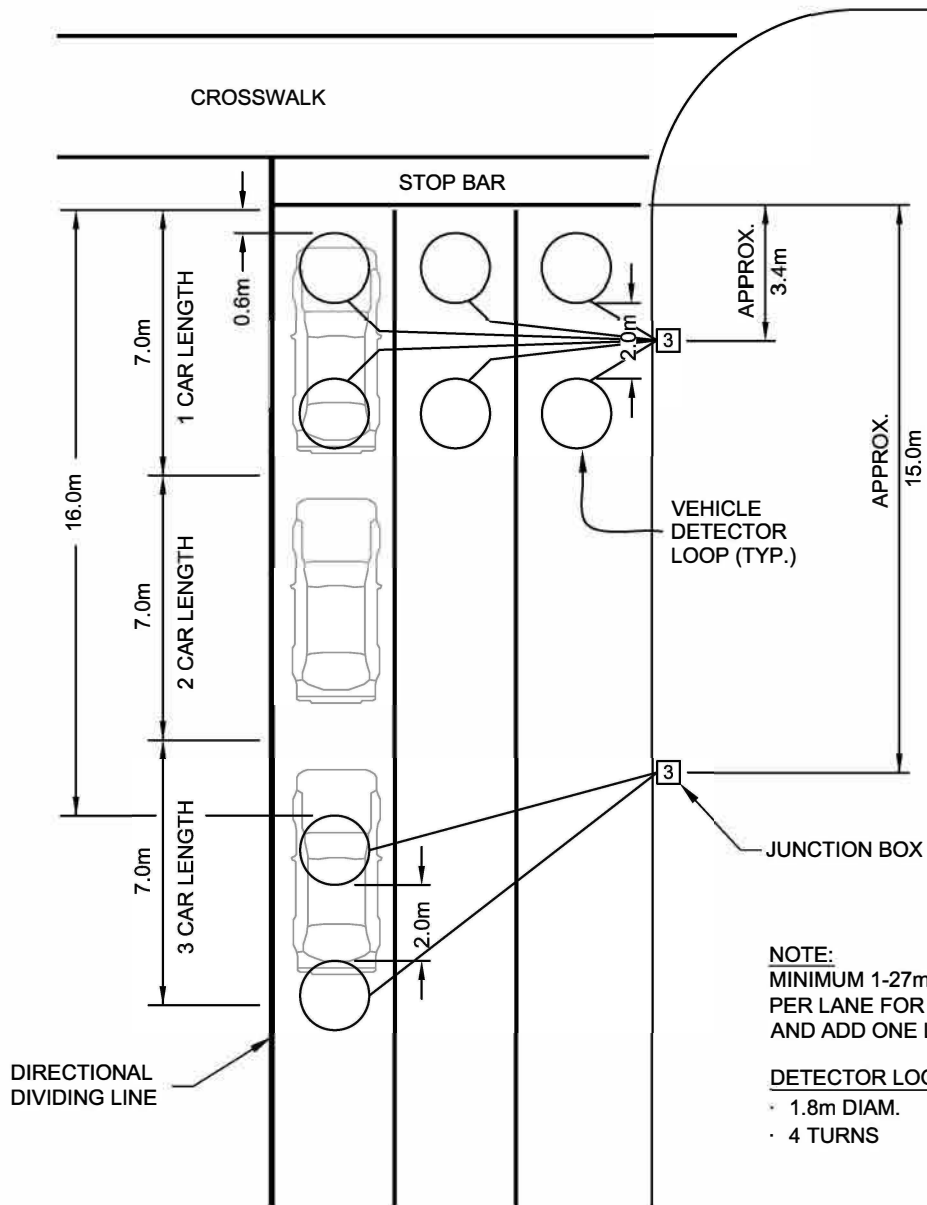 CROSSWALK
STOP BAR
0.6m
7.0m
1 CAR LENGTH
16.0m
2.0m
3
APPROX.
3.4m
APPROX.
15.0m
VEHICLE
DETECTOR
LOOP (TYP.)
7.0m
2 CAR LENGTH
3
JUNCTION BOX
7.0m
3 CAR LENGTH
2.0m
DIRECTIONAL
DIVIDING LINE
NOTE:
MINIMUM 1-27m
PER LANE FOR
AND ADD ONE
DETECTOR LOO
· 1.8m DIAM.
· 4 TURNS